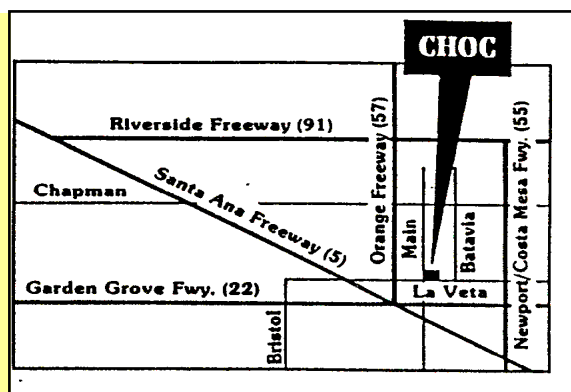 CHOC
Riverside Freeway (91)
Orange Freeway (57)
Newport/Costa Mesa Fwy. (55)
Chapman
Santa Ana Freeway (5)
Main
Batavia
Garden Grove Fwy. (22)
La Veta
Bristol